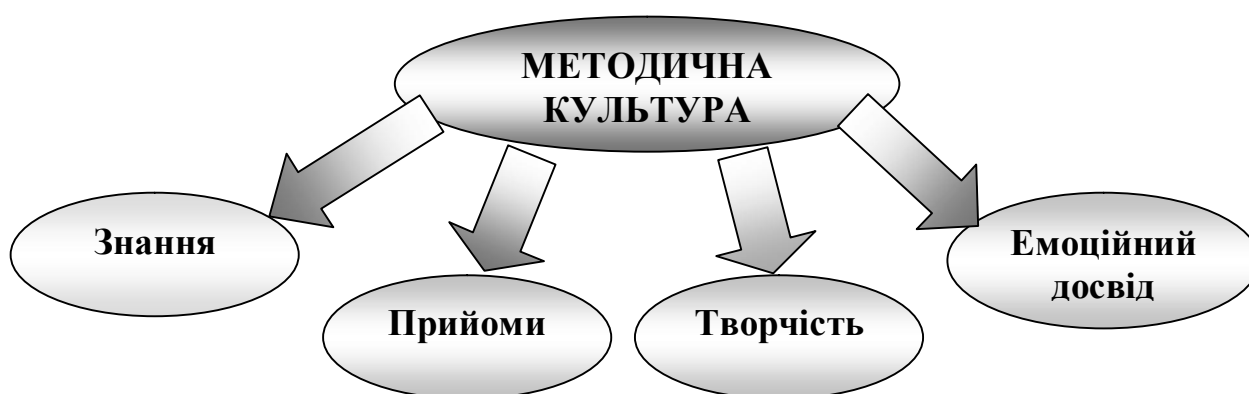 МЕТОДИЧНА
КУЛЬТУРА
Знання
Прийоми
Творчість
Емоційний
досвід